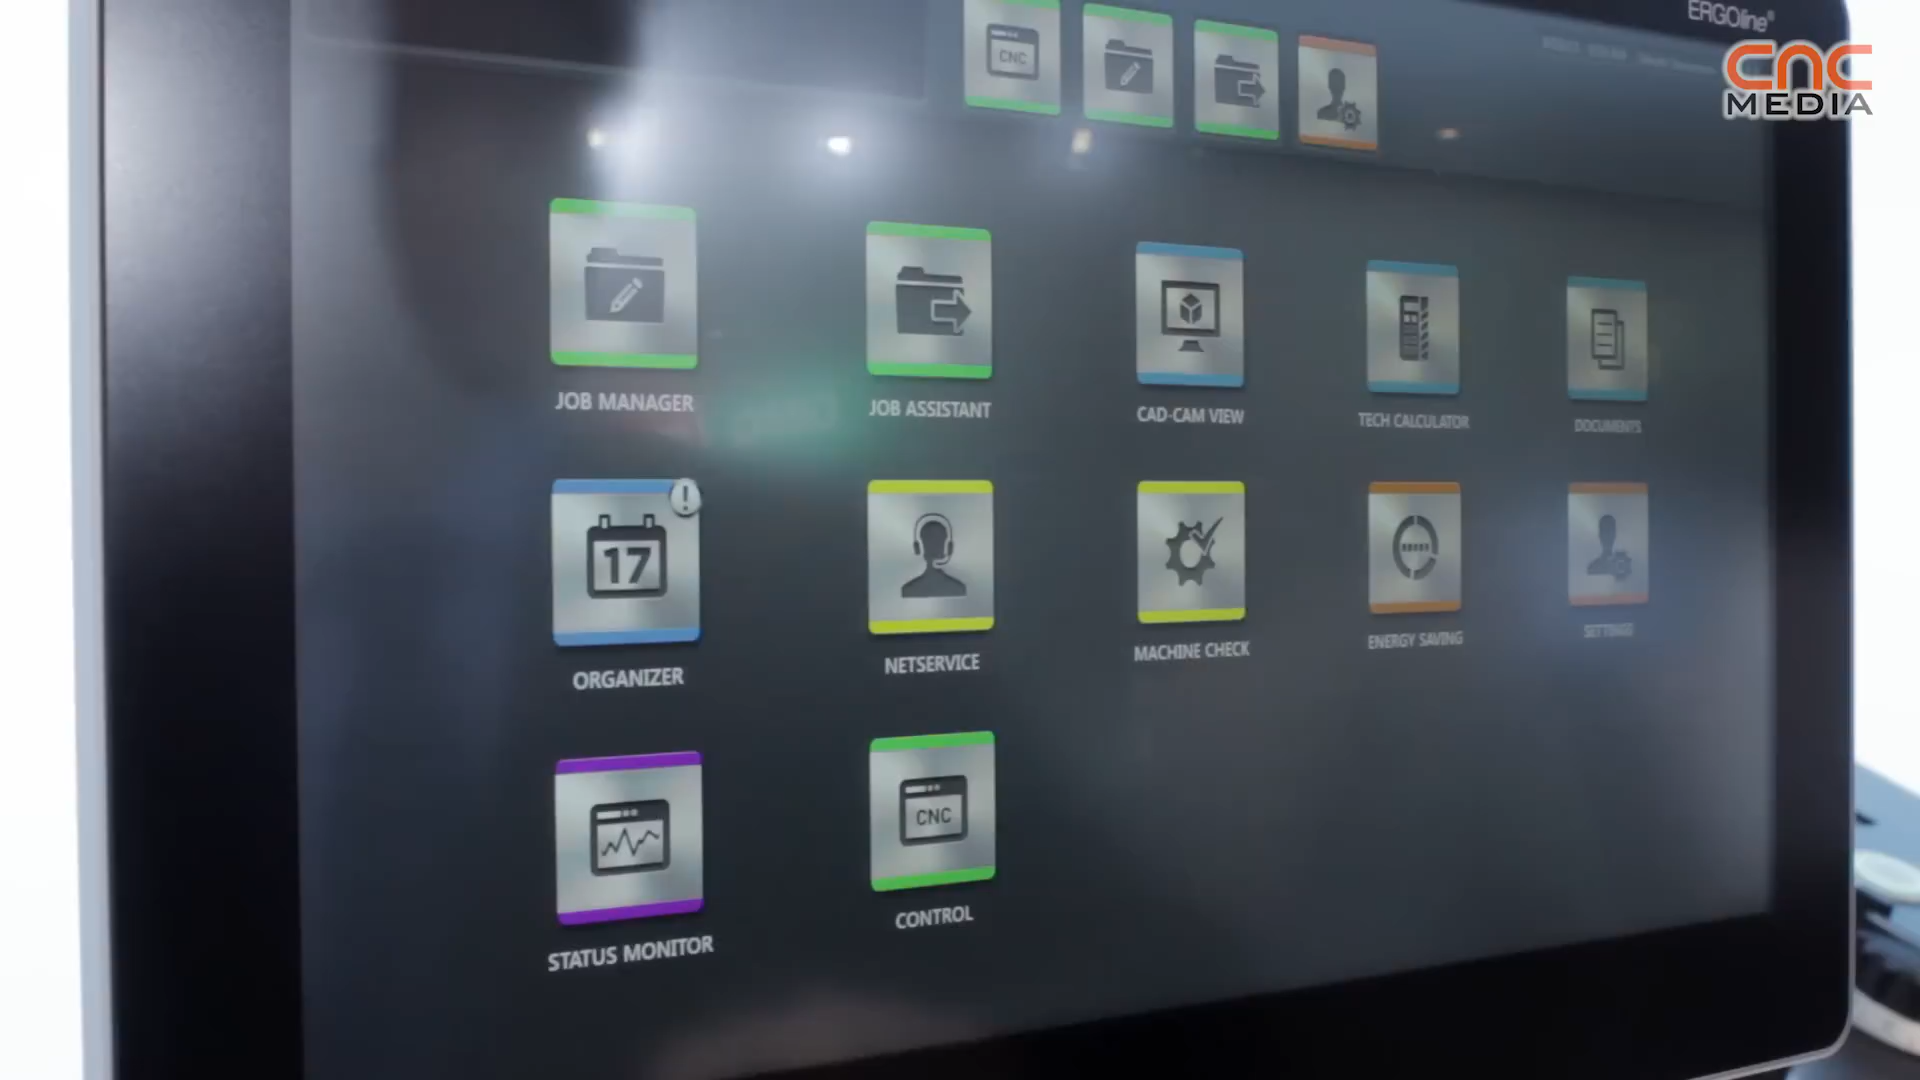 ERGOline®
CNC
MEDIA
CNC
JOB MANAGER
JOB ASSISTANT
CAD-CAM VIEW
TECH CALCULATOR
DOCUMENTS
17
!
ORGANIZER
NETSERVICE
MACHINE CHECK
ENERGY SAVING
SETTINGS
CNC
STATUS MONITOR
CONTROL